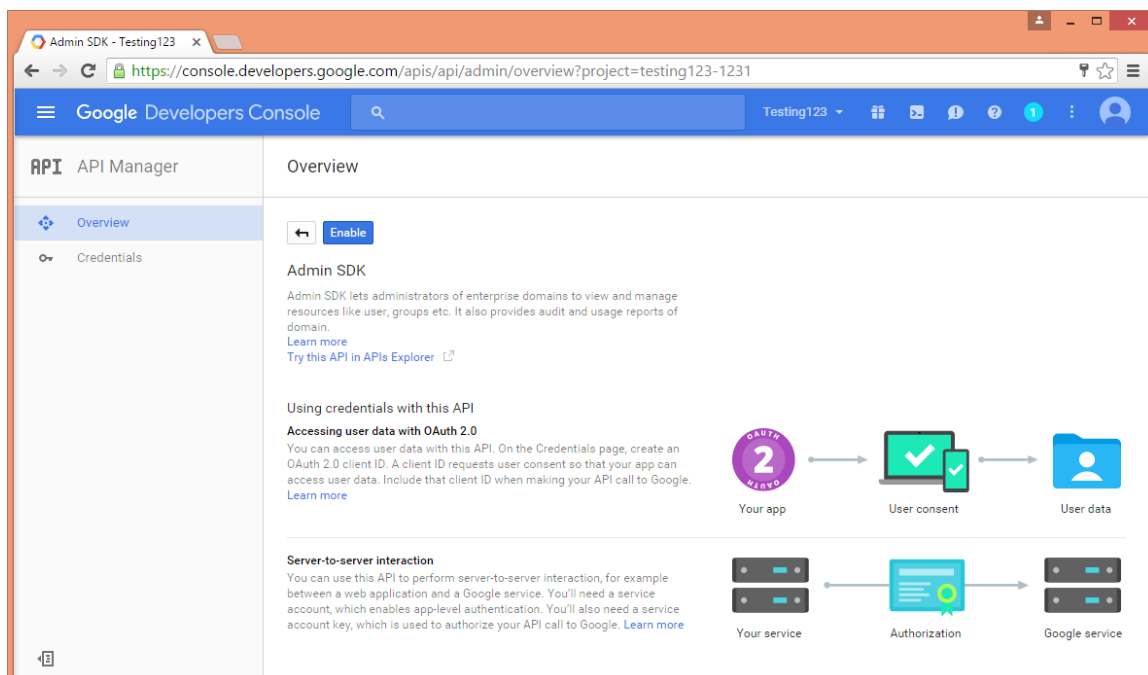 Admin SDK - Testing123
https://console.developers.google.com/apis/api/admin/overview?project=testing123-1231
Google Developers Console
Testing123
1
API API Manager
Overview
Overview
Credentials
Enable
Admin SDK
Admin SDK lets administrators of enterprise domains to view and manage
resources like user, groups etc. It also provides audit and usage reports of
domain.
Learn more
Try this API in APIs Explorer
Using credentials with this API
Accessing user data with OAuth 2.0
You can access user data with this API. On the Credentials page, create an
OAuth 2.0 client ID. A client ID requests user consent so that your app can
access user data. Include that client ID when making your API call to Google.
Learn more
OAUTH
2
OAUTH
Your app
User consent
User data
Server-to-server interaction
You can use this API to perform server-to-server interaction, for example
between a web application and a Google service. You'll need a service
account, which enables app-level authentication. You'll also need a service
account key, which is used to authorize your API call to Google. Learn more
Your service
Authorization
Google service